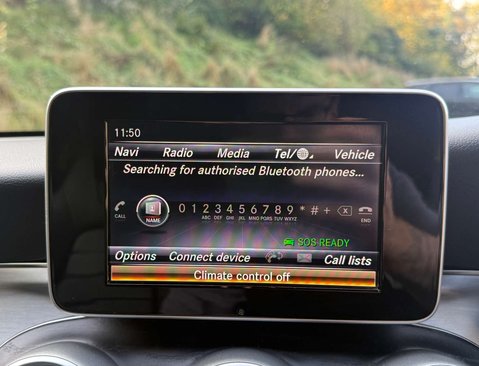 11:50
Navi Radio Media Tel/ Vehicle
Searching for authorised Bluetooth phones...
CALL NAME 0 1 2 3 4 5 6 7 8 9 * # + END
ABC DEF GHI JKL MNO PQRS TUV WXYZ
SOS READY
Options Connect device Call lists
Climate control off